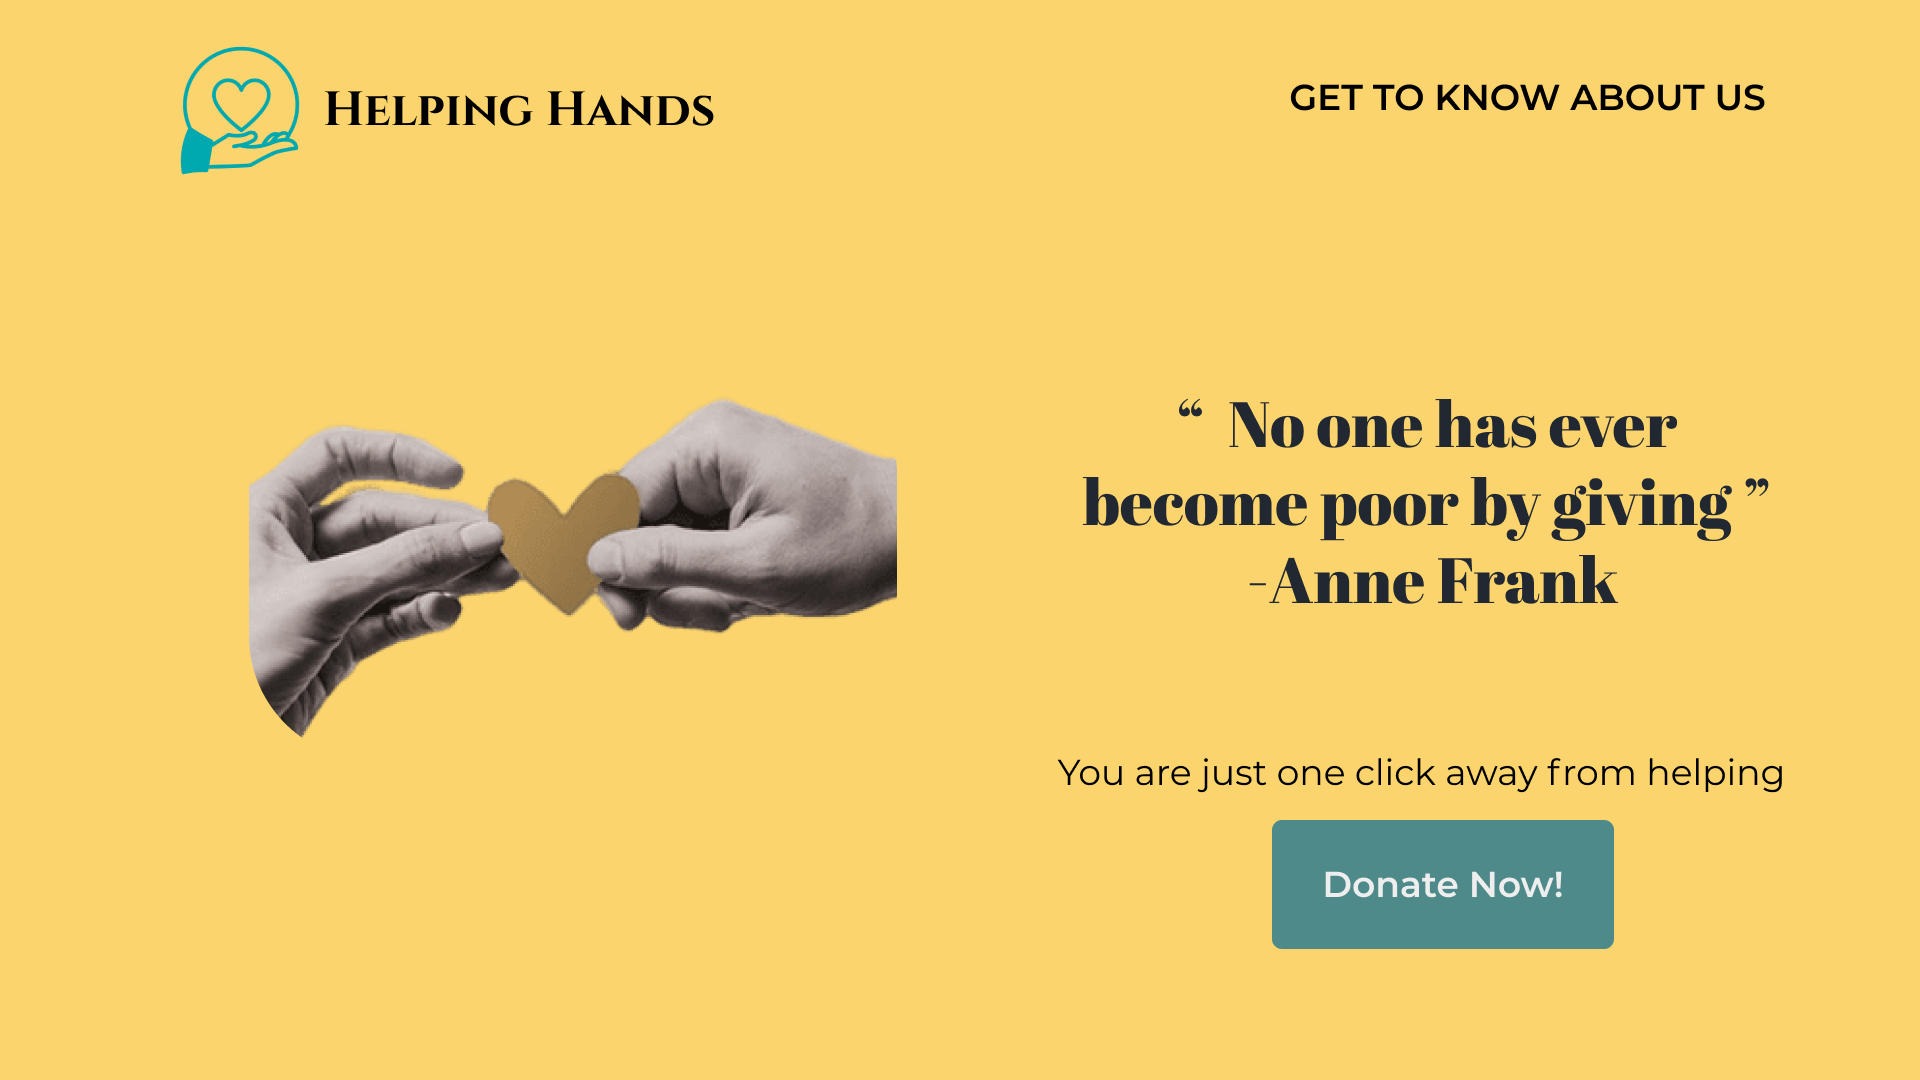 Helping Hands
GET TO KNOW ABOUT US
“ No one has ever
become poor by giving ”
-Anne Frank
You are just one click away from helping
Donate Now!